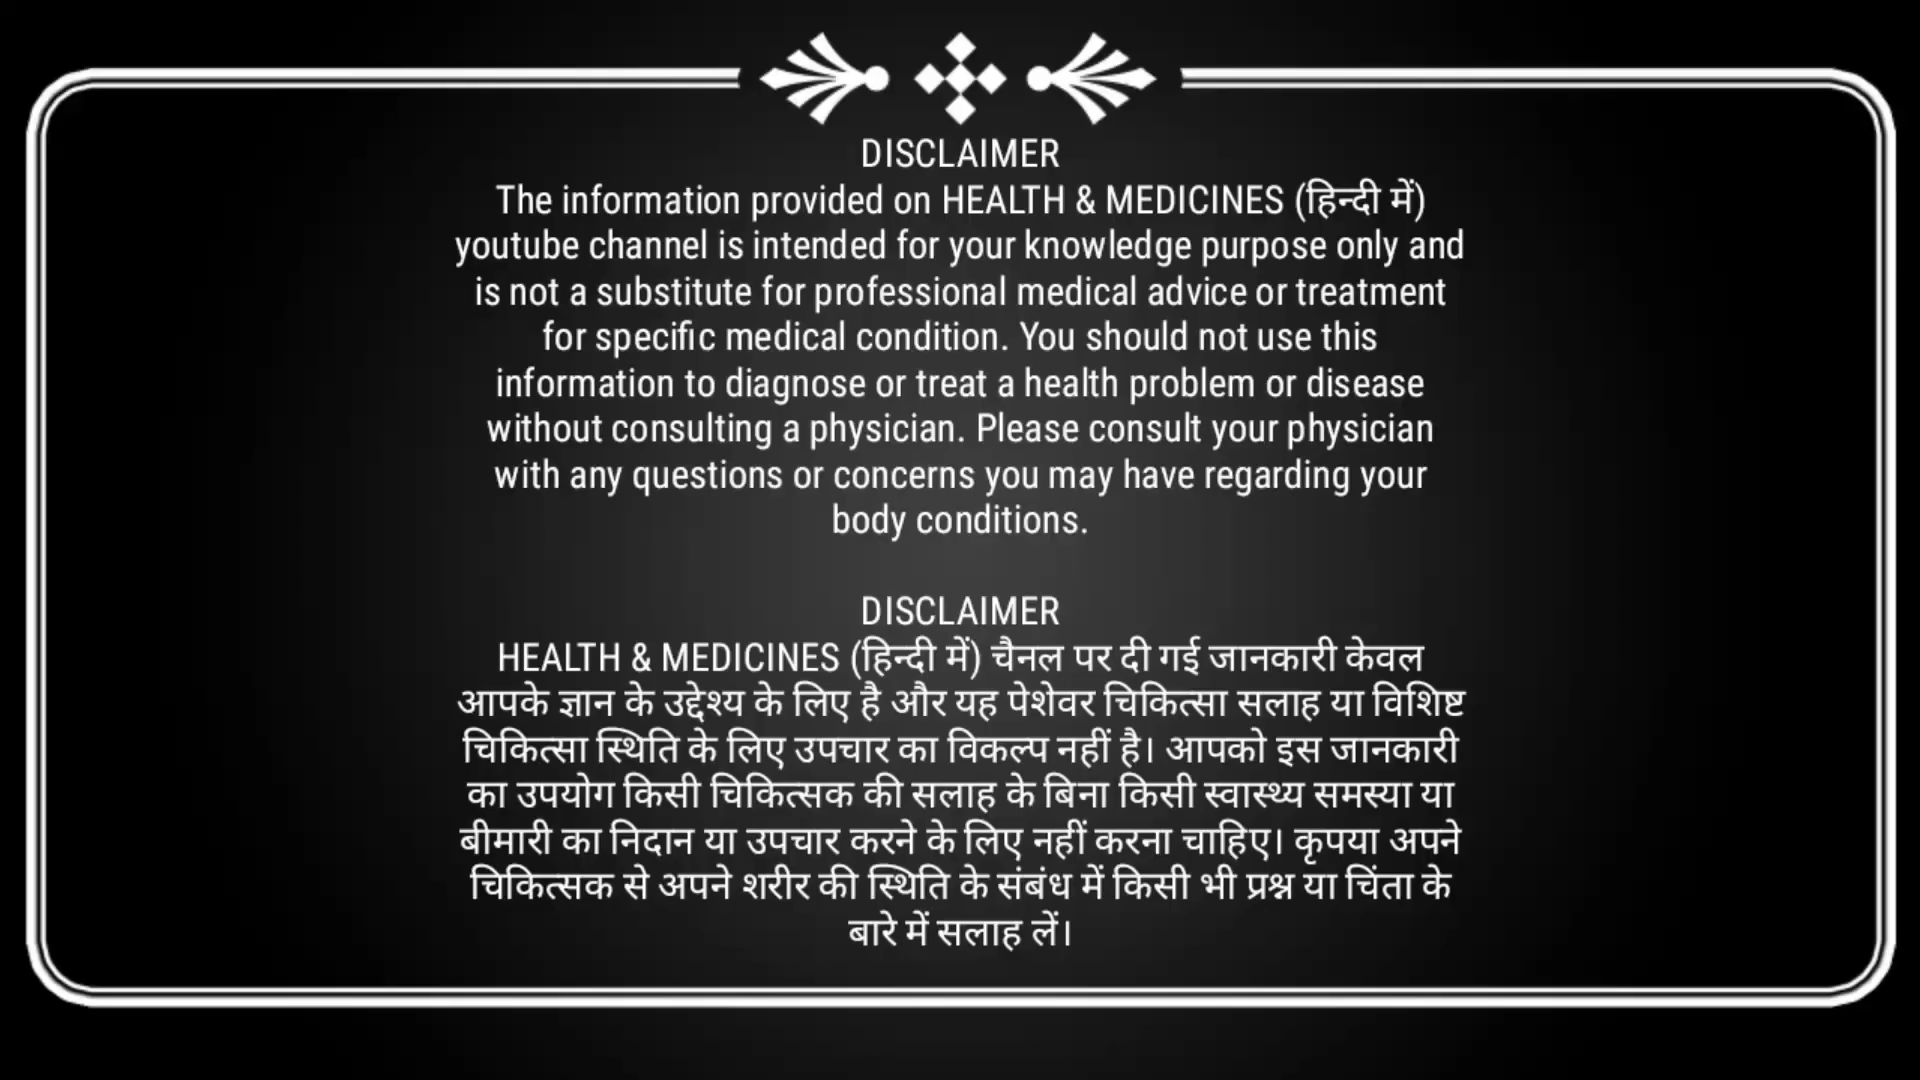 DISCLAIMER
The information provided on HEALTH & MEDICINES (हिन्दी में)
youtube channel is intended for your knowledge purpose only and
is not a substitute for professional medical advice or treatment
for specific medical condition. You should not use this
information to diagnose or treat a health problem or disease
without consulting a physician. Please consult your physician
with any questions or concerns you may have regarding your
body conditions.
DISCLAIMER
HEALTH & MEDICINES (हिन्दी में) चैनल पर दी गई जानकारी केवल
आपके ज्ञान के उद्देश्य के लिए है और यह पेशेवर चिकित्सा सलाह या विशिष्ट
चिकित्सा स्थिति के लिए उपचार का विकल्प नहीं है। आपको इस जानकारी
का उपयोग किसी चिकित्सक की सलाह के बिना किसी स्वास्थ्य समस्या या
बीमारी का निदान या उपचार करने के लिए नहीं करना चाहिए। कृपया अपने
चिकित्सक से अपने शरीर की स्थिति के संबंध में किसी भी प्रश्न या चिंता के
बारे में सलाह लें।